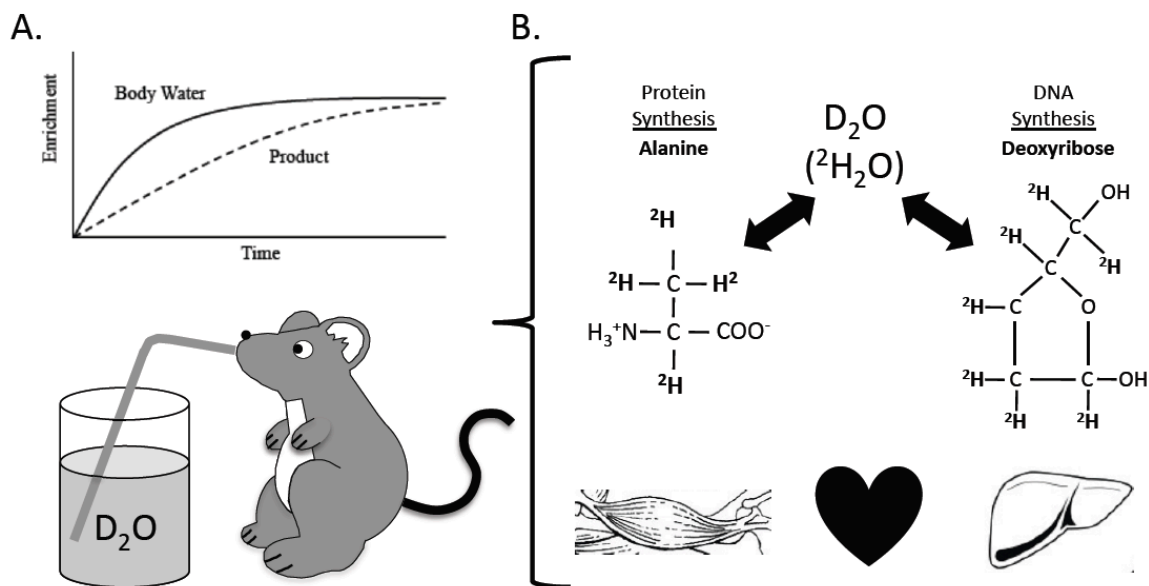 A.
Enrichment
Body Water
Product
Time
D₂O
B.
Protein
Synthesis
Alanine
D₂O
(²H₂O)
DNA
Synthesis
Deoxyribose
²H
²H – C – H²
H₃⁺N – C – COO⁻
²H
²H OH
C
²H ²H
C
²H – C O
²H – C – C – OH
²H ²H